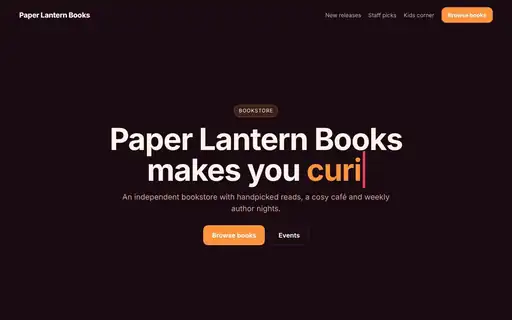 Paper Lantern Books
New releases
Staff picks
Kids corner
Browse books
BOOKSTORE
Paper Lantern Books
makes you curi
An independent bookstore with handpicked reads, a cosy café and weekly
author nights.
Browse books
Events